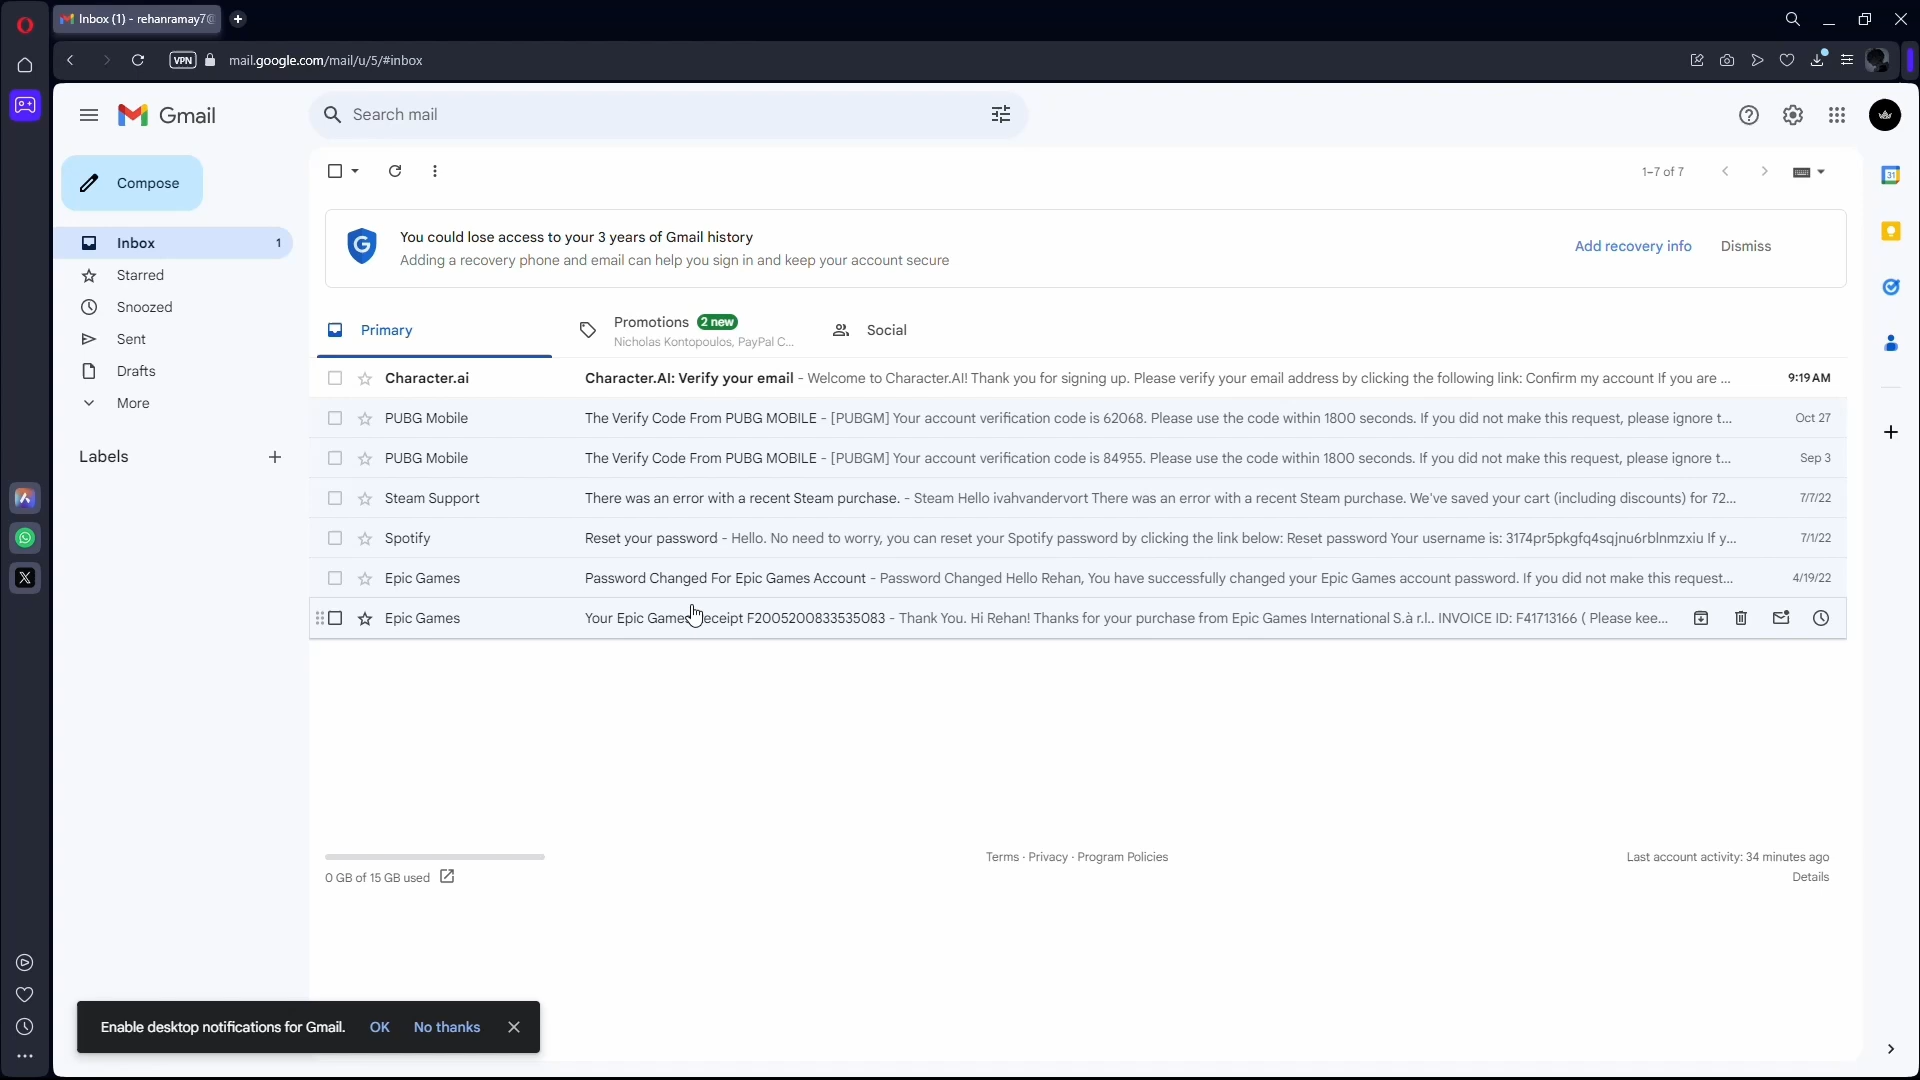 Inbox (1) - rehanramay7@
VPN mail.google.com/mail/u/5/#inbox
Gmail
Search mail
Compose
1–7 of 7
You could lose access to your 3 years of Gmail history
Adding a recovery phone and email can help you sign in and keep your account secure
Add recovery info Dismiss
Inbox 1
Starred
Snoozed
Sent
Drafts
More
Labels
Primary
Promotions 2 new
Nicholas Kontopoulos, PayPal C...
Social
Character.ai Character.AI: Verify your email - Welcome to Character.AI! Thank you for signing up. Please verify your email address by clicking the following link: Confirm my account If you are ... 9:19 AM
PUBG Mobile The Verify Code From PUBG MOBILE - [PUBGM] Your account verification code is 62068. Please use the code within 1800 seconds. If you did not make this request, please ignore t... Oct 27
PUBG Mobile The Verify Code From PUBG MOBILE - [PUBGM] Your account verification code is 84955. Please use the code within 1800 seconds. If you did not make this request, please ignore t... Sep 3
Steam Support There was an error with a recent Steam purchase. - Steam Hello ivahvandervort There was an error with a recent Steam purchase. We've saved your cart (including discounts) for 72... 7/7/22
Spotify Reset your password - Hello. No need to worry, you can reset your Spotify password by clicking the link below: Reset password Your username is: 3174pr5pkgfq4sqjnu6rblnmzxiu If y... 7/1/22
Epic Games Password Changed For Epic Games Account - Password Changed Hello Rehan, You have successfully changed your Epic Games account password. If you did not make this request... 4/19/22
Epic Games Your Epic Games Receipt F2005200833535083 - Thank You. Hi Rehan! Thanks for your purchase from Epic Games International S.à r.l.. INVOICE ID: F41713166 ( Please kee...
0 GB of 15 GB used
Terms · Privacy · Program Policies
Last account activity: 34 minutes ago
Details
Enable desktop notifications for Gmail. OK No thanks